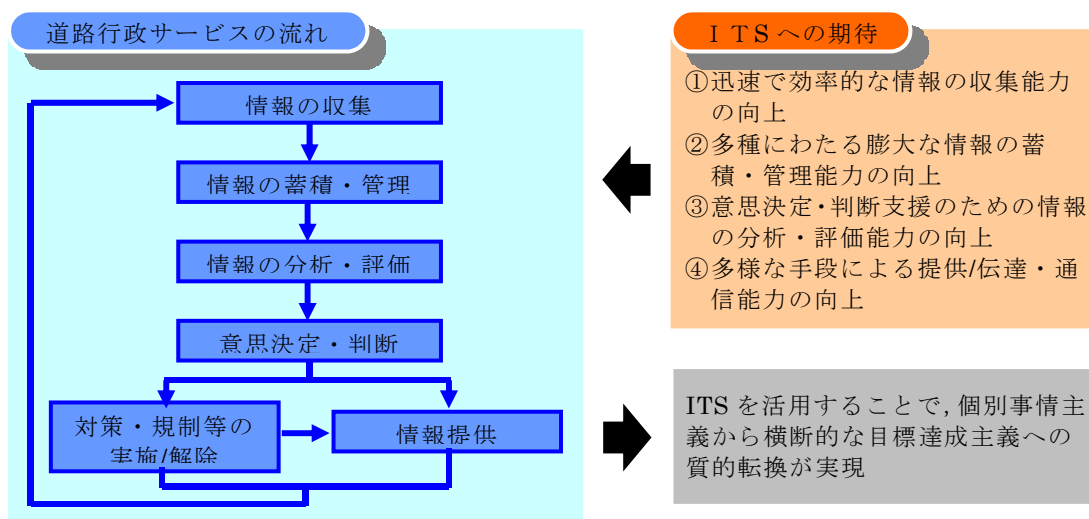 道路行政サービスの流れ
情報の収集
情報の蓄積・管理
情報の分析・評価
意思決定・判断
対策・規制等の
実施/解除
情報提供
ＩＴＳへの期待
①迅速で効率的な情報の収集能力
の向上
②多種にわたる膨大な情報の蓄
積・管理能力の向上
③意思決定・判断支援のための情報
の分析・評価能力の向上
④多様な手段による提供/伝達・通
信能力の向上
ITS を活用することで,個別事情主
義から横断的な目標達成主義への
質的転換が実現